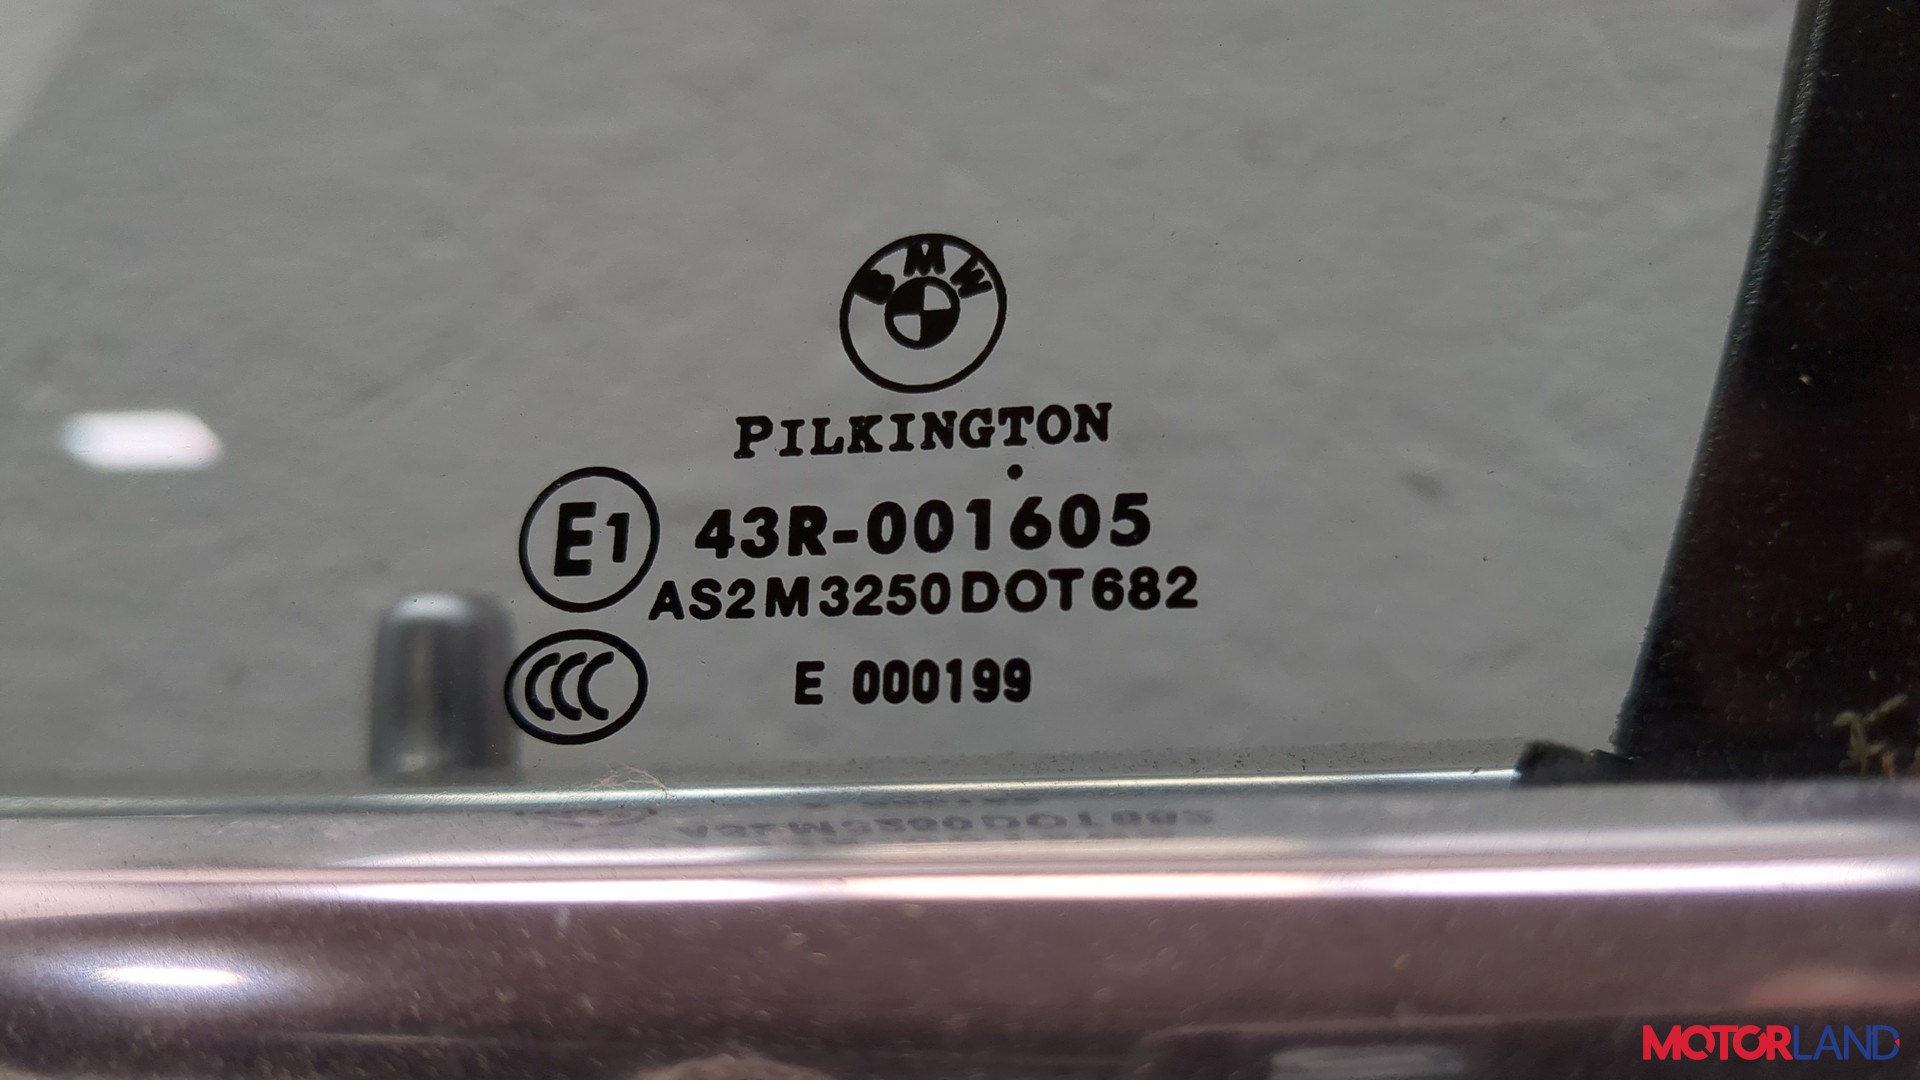 BMW
PILKINGTON
E1 43R-001605
AS2M3250DOT682
CCC E 000199
MOTORLAND